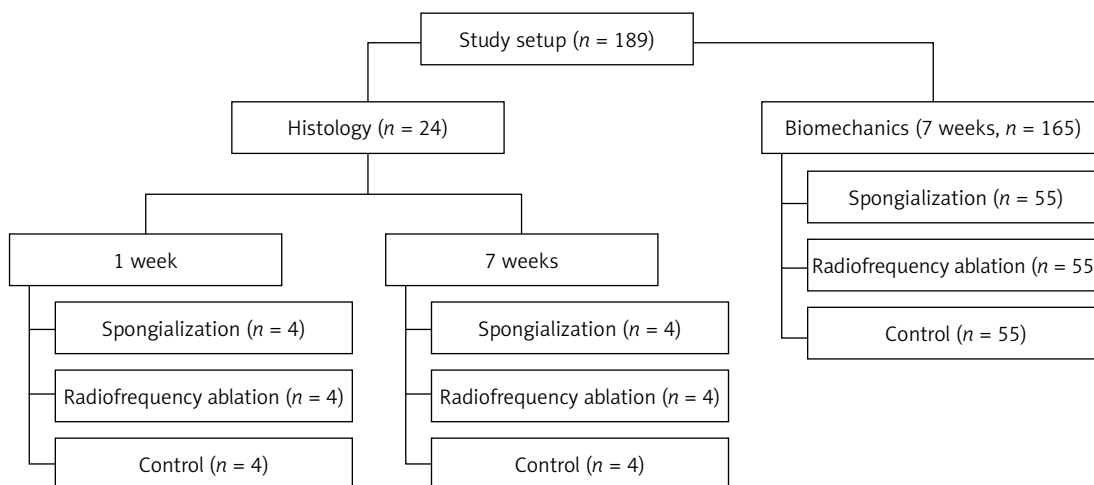 Study setup (n = 189)
Histology (n = 24)
Biomechanics (7 weeks, n = 165)
1 week
Spongialization (n = 4)
Radiofrequency ablation (n = 4)
Control (n = 4)
7 weeks
Spongialization (n = 4)
Radiofrequency ablation (n = 4)
Control (n = 4)
Spongialization (n = 55)
Radiofrequency ablation (n = 55
Control (n = 55)